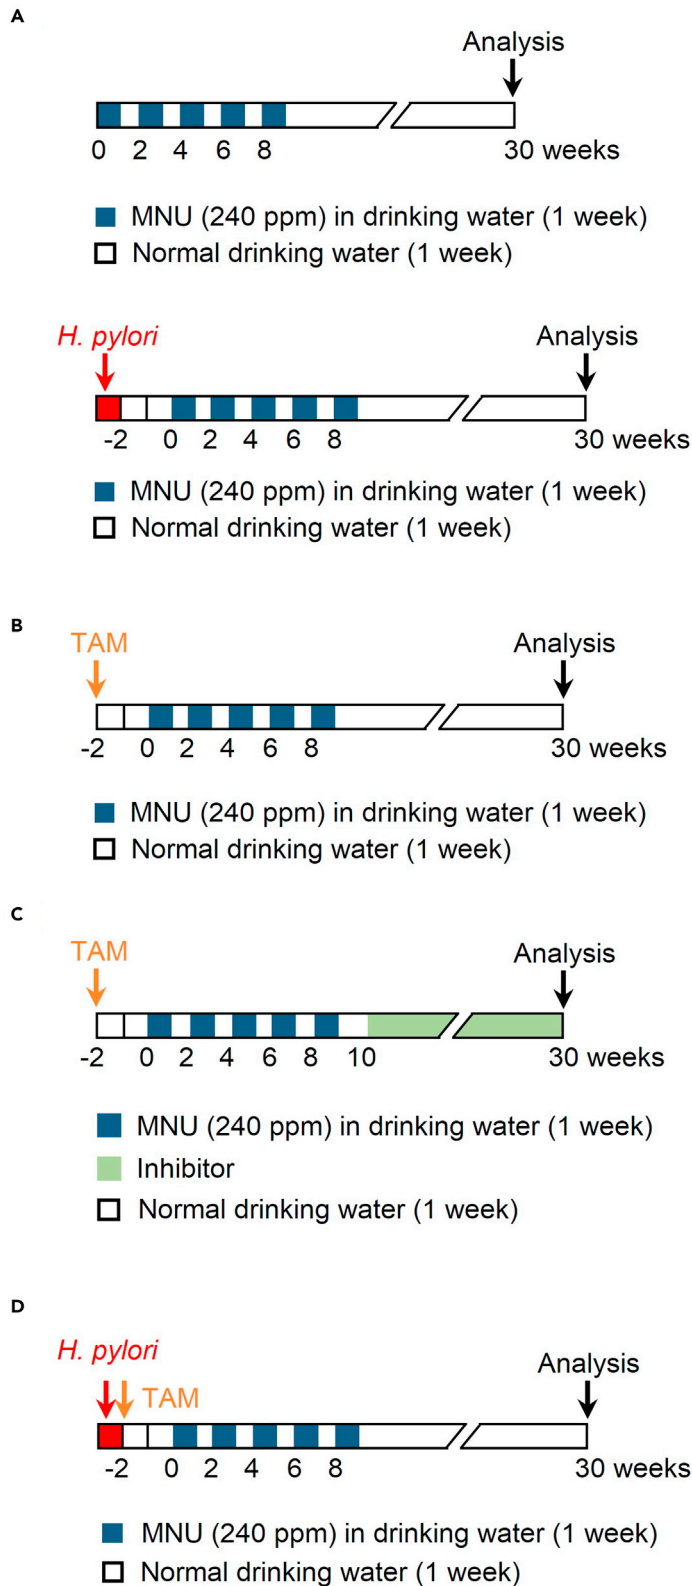 A
Analysis
0 2 4 6 8 30 weeks
MNU (240 ppm) in drinking water (1 week)
Normal drinking water (1 week)
H. pylori
Analysis
-2 0 2 4 6 8 30 weeks
MNU (240 ppm) in drinking water (1 week)
Normal drinking water (1 week)
B
TAM
Analysis
-2 0 2 4 6 8 30 weeks
MNU (240 ppm) in drinking water (1 week)
Normal drinking water (1 week)
C
TAM
Analysis
-2 0 2 4 6 8 10 30 weeks
MNU (240 ppm) in drinking water (1 week)
Inhibitor
Normal drinking water (1 week)
D
H. pylori
Analysis
TAM
-2 0 2 4 6 8 30 weeks
MNU (240 ppm) in drinking water (1 week)
Normal drinking water (1 week)